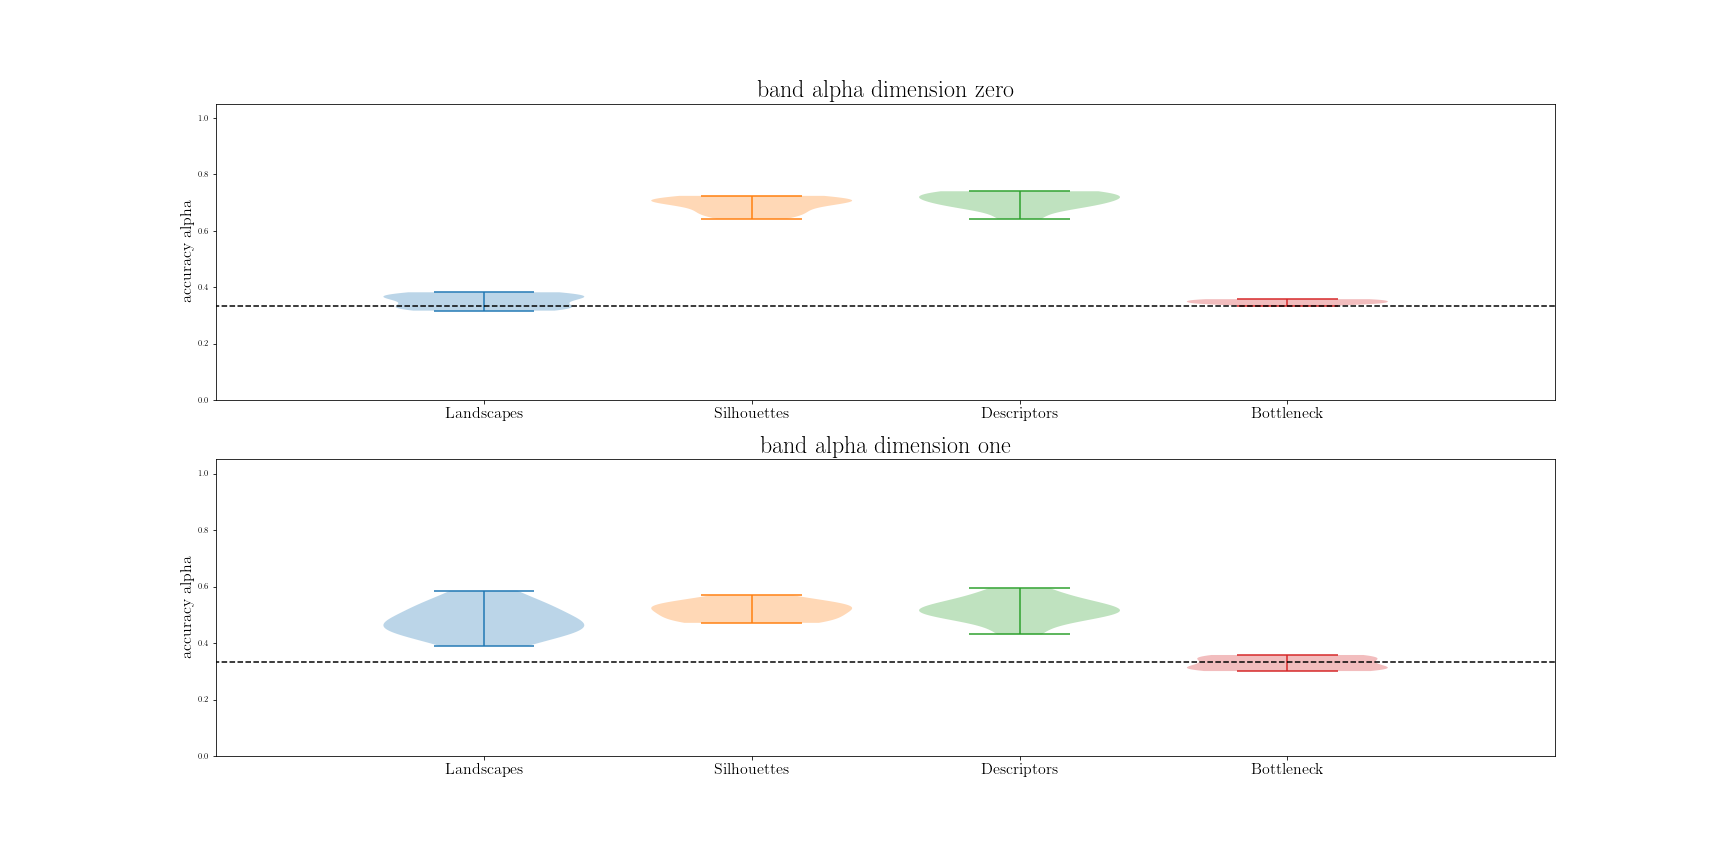 band alpha dimension zero
accuracy alpha
1.0
0.8
0.6
0.4
0.2
0.0
Landscapes Silhouettes Descriptors Bottleneck
band alpha dimension one
accuracy alpha
1.0
0.8
0.6
0.4
0.2
0.0
Landscapes Silhouettes Descriptors Bottleneck